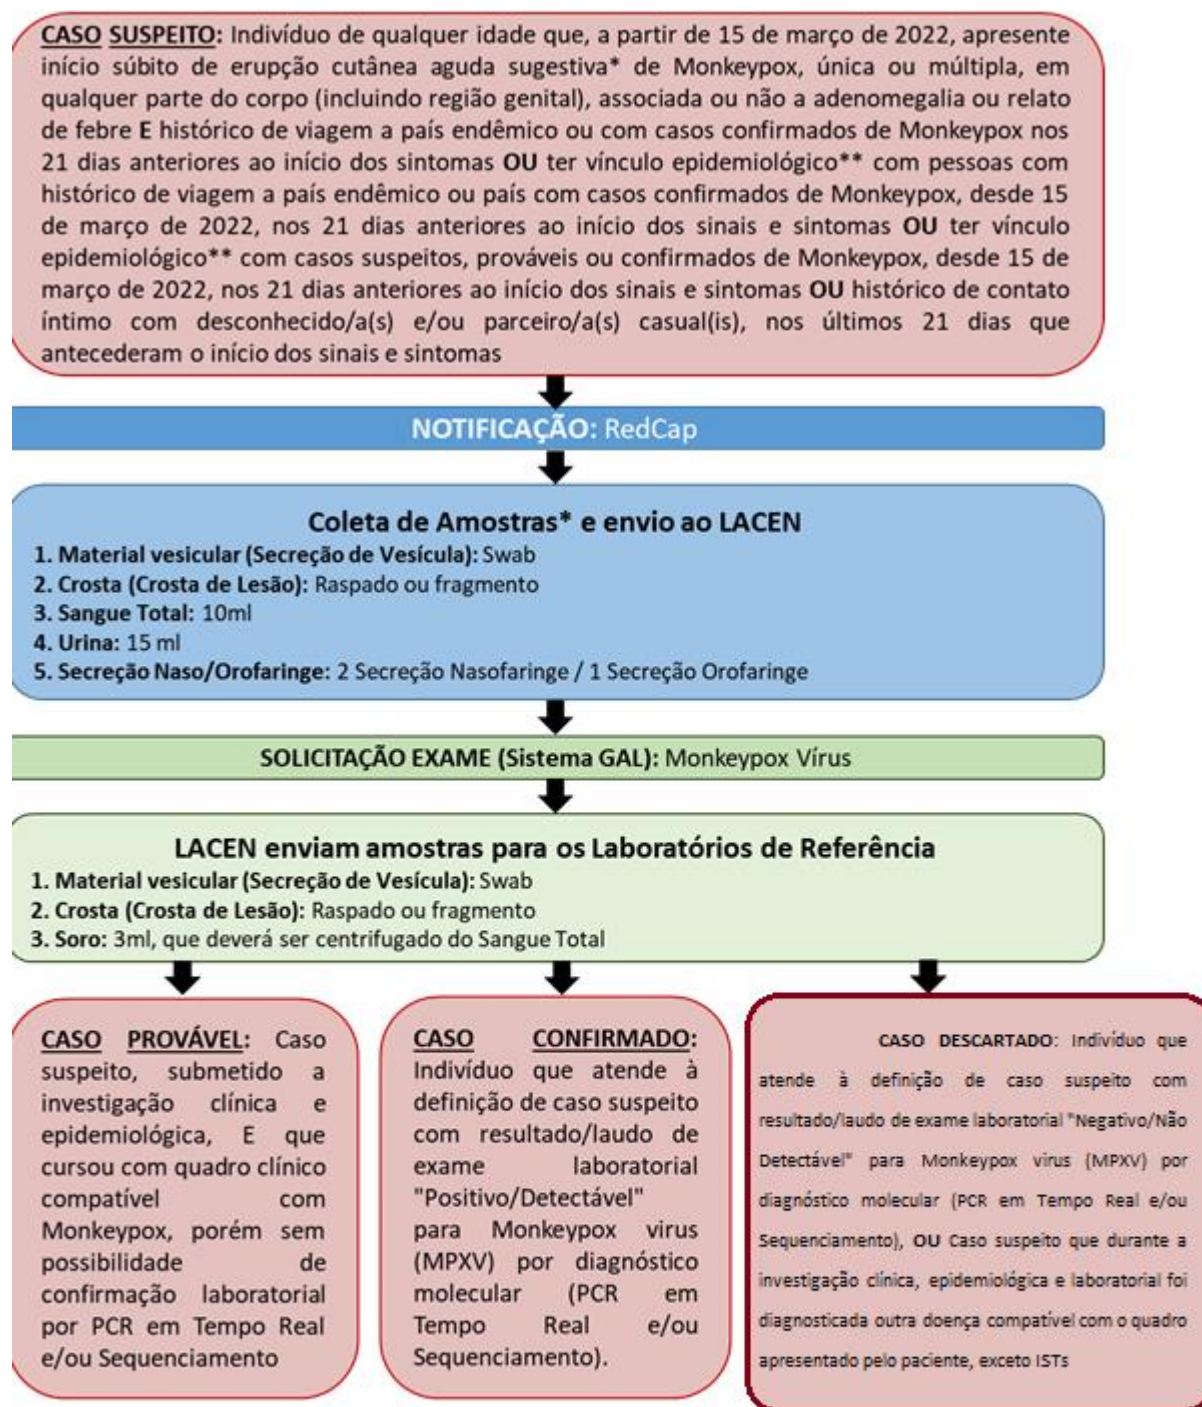 CASO SUSPEITO: Indivíduo de qualquer idade que, a partir de 15 de março de 2022, apresente
início súbito de erupção cutânea aguda sugestiva* de Monkeypox, única ou múltipla, em
qualquer parte do corpo (incluindo região genital), associada ou não a adenomegalia ou relato
de febre E histórico de viagem a país endêmico ou com casos confirmados de Monkeypox nos
21 dias anteriores ao início dos sintomas OU ter vínculo epidemiológico** com pessoas com
histórico de viagem a país endêmico ou país com casos confirmados de Monkeypox, desde 15
de março de 2022, nos 21 dias anteriores ao início dos sinais e sintomas OU ter vínculo
epidemiológico** com casos suspeitos, prováveis ou confirmados de Monkeypox, desde 15 de
março de 2022, nos 21 dias anteriores ao início dos sinais e sintomas OU histórico de contato
íntimo com desconhecido/a(s) e/ou parceiro/a(s) casual(is), nos últimos 21 dias que
antecederam o início dos sinais e sintomas
NOTIFICAÇÃO: RedCap
Coleta de Amostras* e envio ao LACEN
1. Material vesicular (Secreção de Vesícula): Swab
2. Crosta (Crosta de Lesão): Raspado ou fragmento
3. Sangue Total: 10ml
4. Urina: 15 ml
5. Secreção Naso/Orofaringe: 2 Secreção Nasofaringe / 1 Secreção Orofaringe
SOLICITAÇÃO EXAME (Sistema GAL): Monkeypox Vírus
LACEN enviam amostras para os Laboratórios de Referência
1. Material vesicular (Secreção de Vesícula): Swab
2. Crosta (Crosta de Lesão): Raspado ou fragmento
3. Soro: 3ml, que deverá ser centrifugado do Sangue Total
CASO PROVÁVEL: Caso
suspeito, submetido a
investigação clínica e
epidemiológica, E que
cursou com quadro clínico
compatível com
Monkeypox, porém sem
possibilidade de
confirmação laboratorial
por PCR em Tempo Real
e/ou Sequenciamento
CASO CONFIRMADO:
Indivíduo que atende à
definição de caso suspeito
com resultado/laudo de
exame laboratorial
"Positivo/Detectável"
para Monkeypox virus
(MPXV) por diagnóstico
molecular (PCR em
Tempo Real e/ou
Sequenciamento).
CASO DESCARTADO: Indivíduo que
atende à definição de caso suspeito com
resultado/laudo de exame laboratorial "Negativo/Não
Detectável" para Monkeypox virus (MPXV) por
diagnóstico molecular (PCR em Tempo Real e/ou
Sequenciamento), OU Caso suspeito que durante a
investigação clínica, epidemiológica e laboratorial foi
diagnosticada outra doença compatível com o quadro
apresentado pelo paciente, exceto ISTs